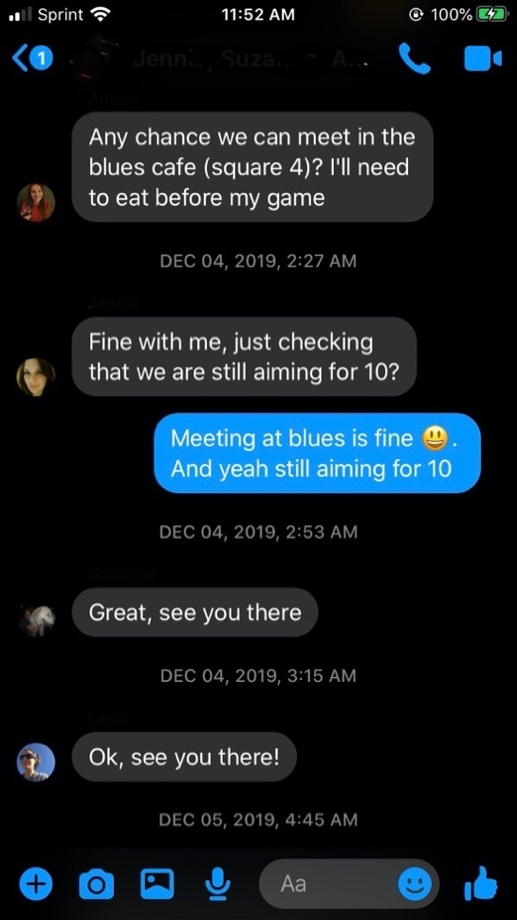 Sprint 11:52 AM 100%
1 Jenn..., Suza... , A...
Amber
Any chance we can meet in the
blues cafe (square 4)? I'll need
to eat before my game
DEC 04, 2019, 2:27 AM
Fine with me, just checking
that we are still aiming for 10?
Meeting at blues is fine 😃.
And yeah still aiming for 10
DEC 04, 2019, 2:53 AM
Suzanne
Great, see you there
DEC 04, 2019, 3:15 AM
Ok, see you there!
DEC 05, 2019, 4:45 AM
Aa